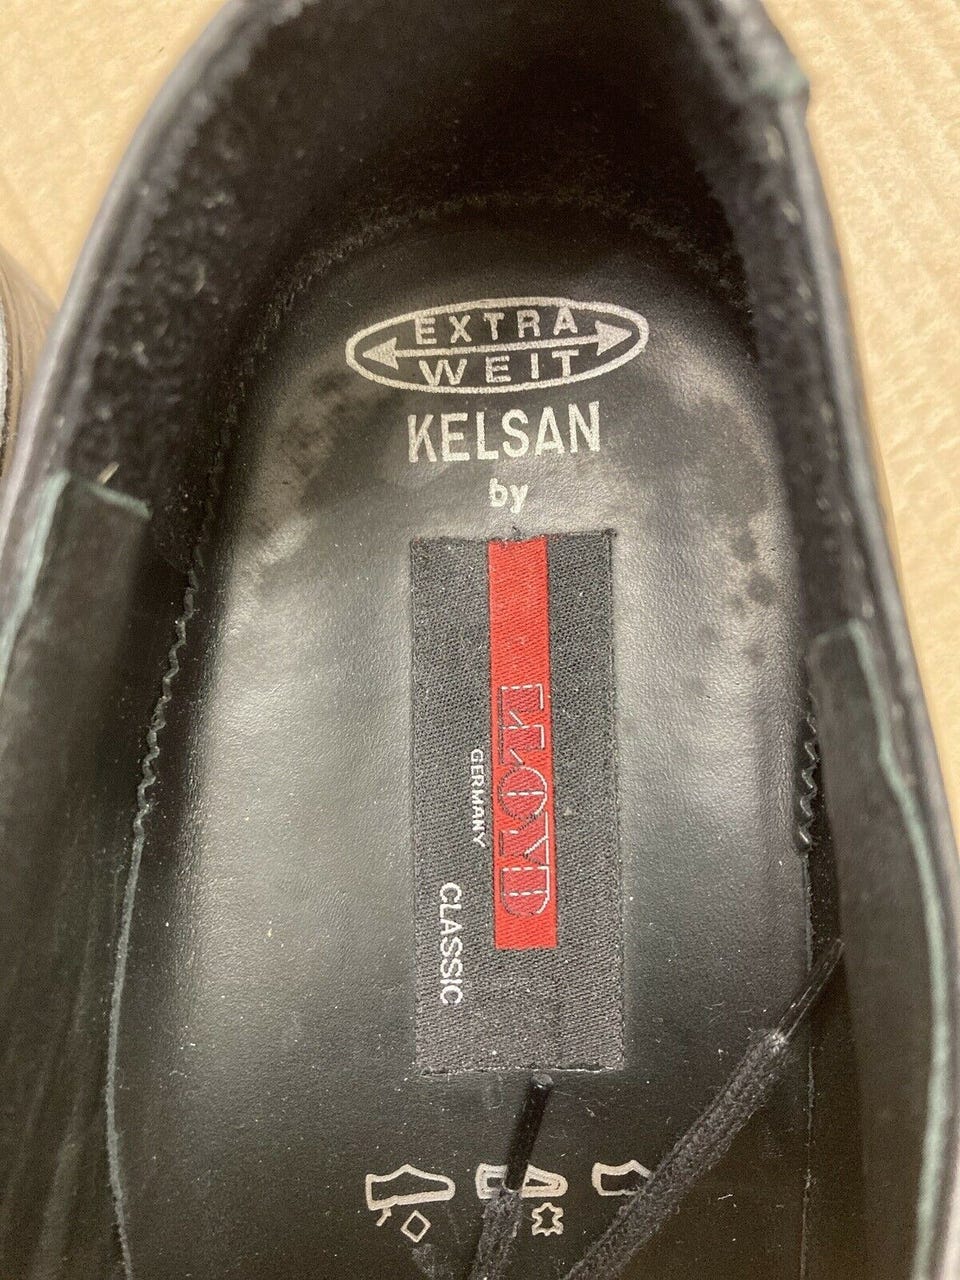 EXTRA
WEIT
KELSAN
by
LLOYD
GERMANY
CLASSIC